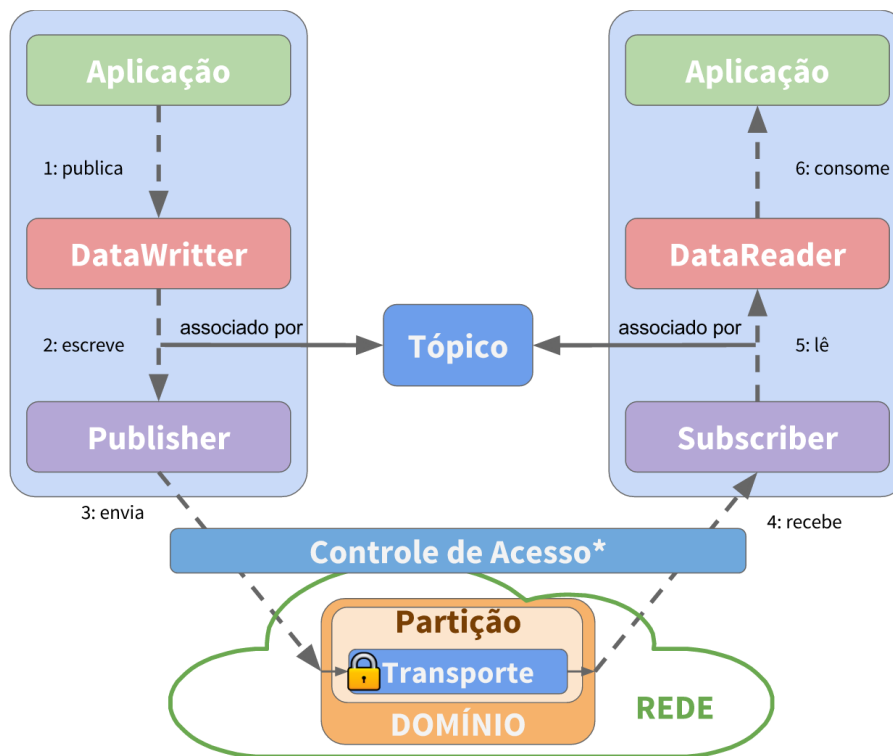 Aplicação
Aplicação
1: publica
6: consome
DataWritter
DataReader
2: escreve
associado por
Tópico
associado por
5: lê
Publisher
Subscriber
3: envia
4: recebe
Controle de Acesso*
Partição
Transporte
DOMÍNIO
REDE